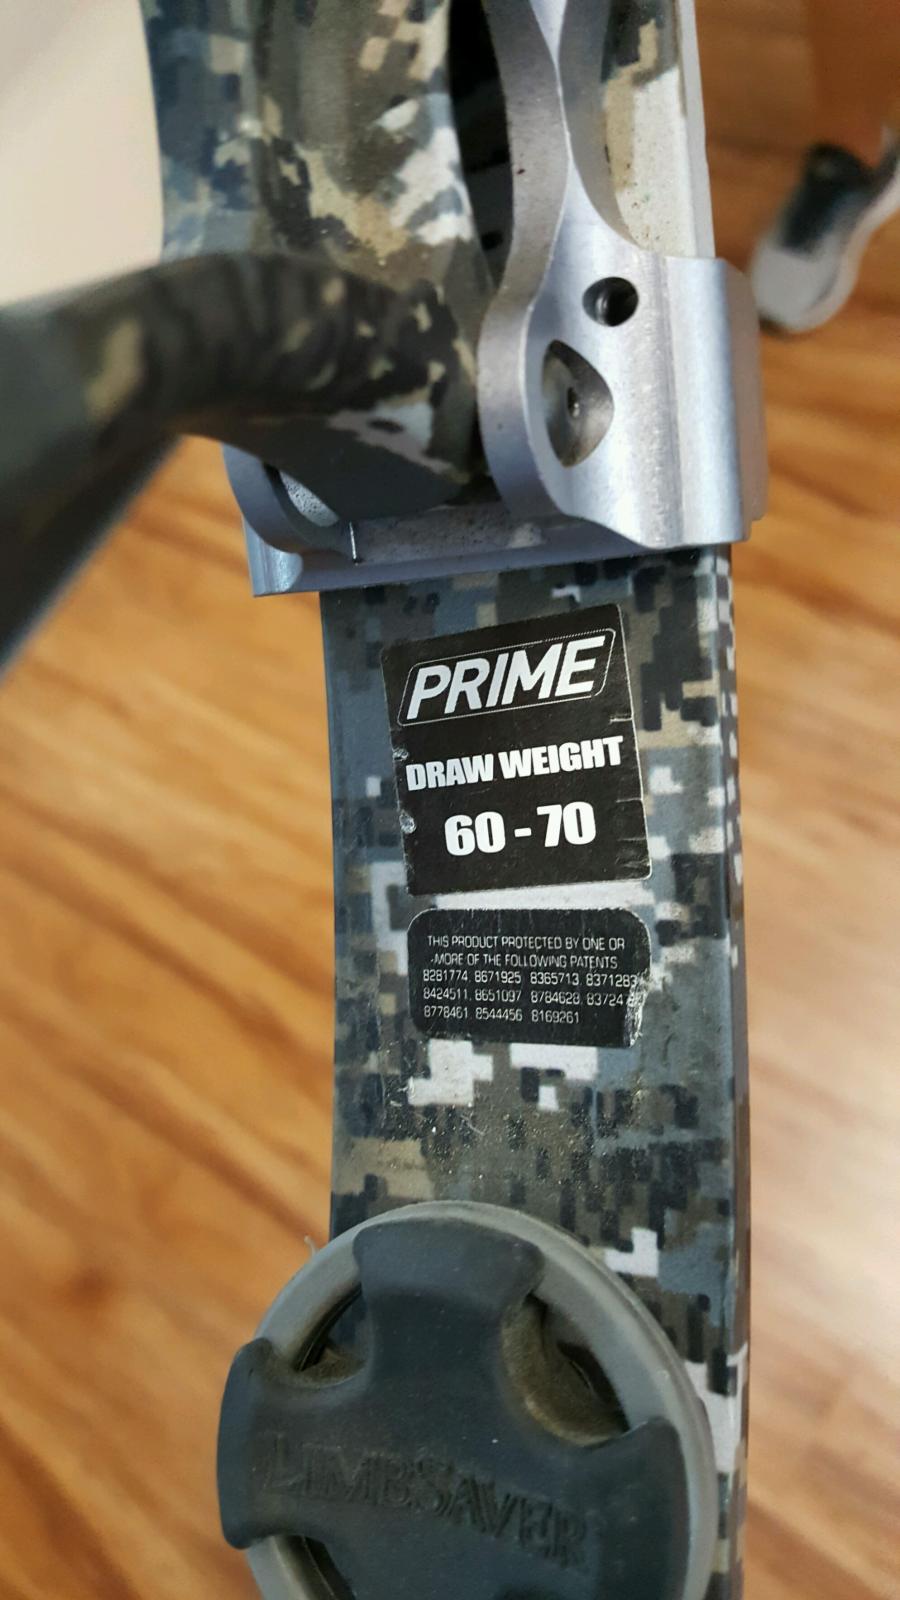 PRIME
DRAW WEIGHT
60 - 70
THIS PRODUCT PROTECTED BY ONE OR
MORE OF THE FOLLOWING PATENTS
8281774 8671925 8365713 8371283
8424511 8651097 8784628
8778461 8544456 8169261
LIMBSAVER